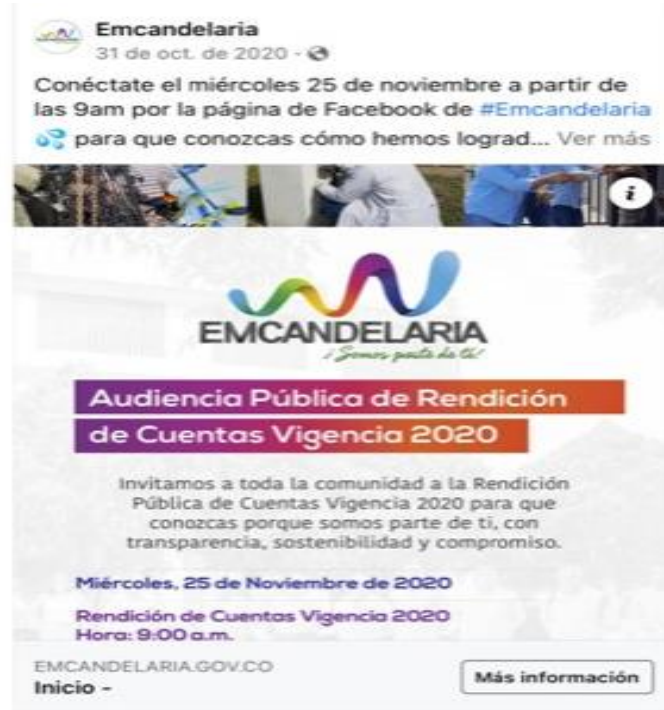 Emcandelaria
31 de oct. de 2020 -
Conéctate el miércoles 25 de noviembre a partir de
las 9am por la página de Facebook de #Emcandelaria
para que conozcas cómo hemos lograd... Ver más
i
EMCANDELARIA
¡Somos parte de ti!
Audiencia Pública de Rendición
de Cuentas Vigencia 2020
Invitamos a toda la comunidad a la Rendición
Pública de Cuentas Vigencia 2020 para que
conozcas porque somos parte de ti, con
transparencia, sostenibilidad y compromiso.
Miércoles, 25 de Noviembre de 2020
Rendición de Cuentas Vigencia 2020
Hora: 9:00 a.m.
EMCANDELARIA.GOV.CO
Inicio -
Más información